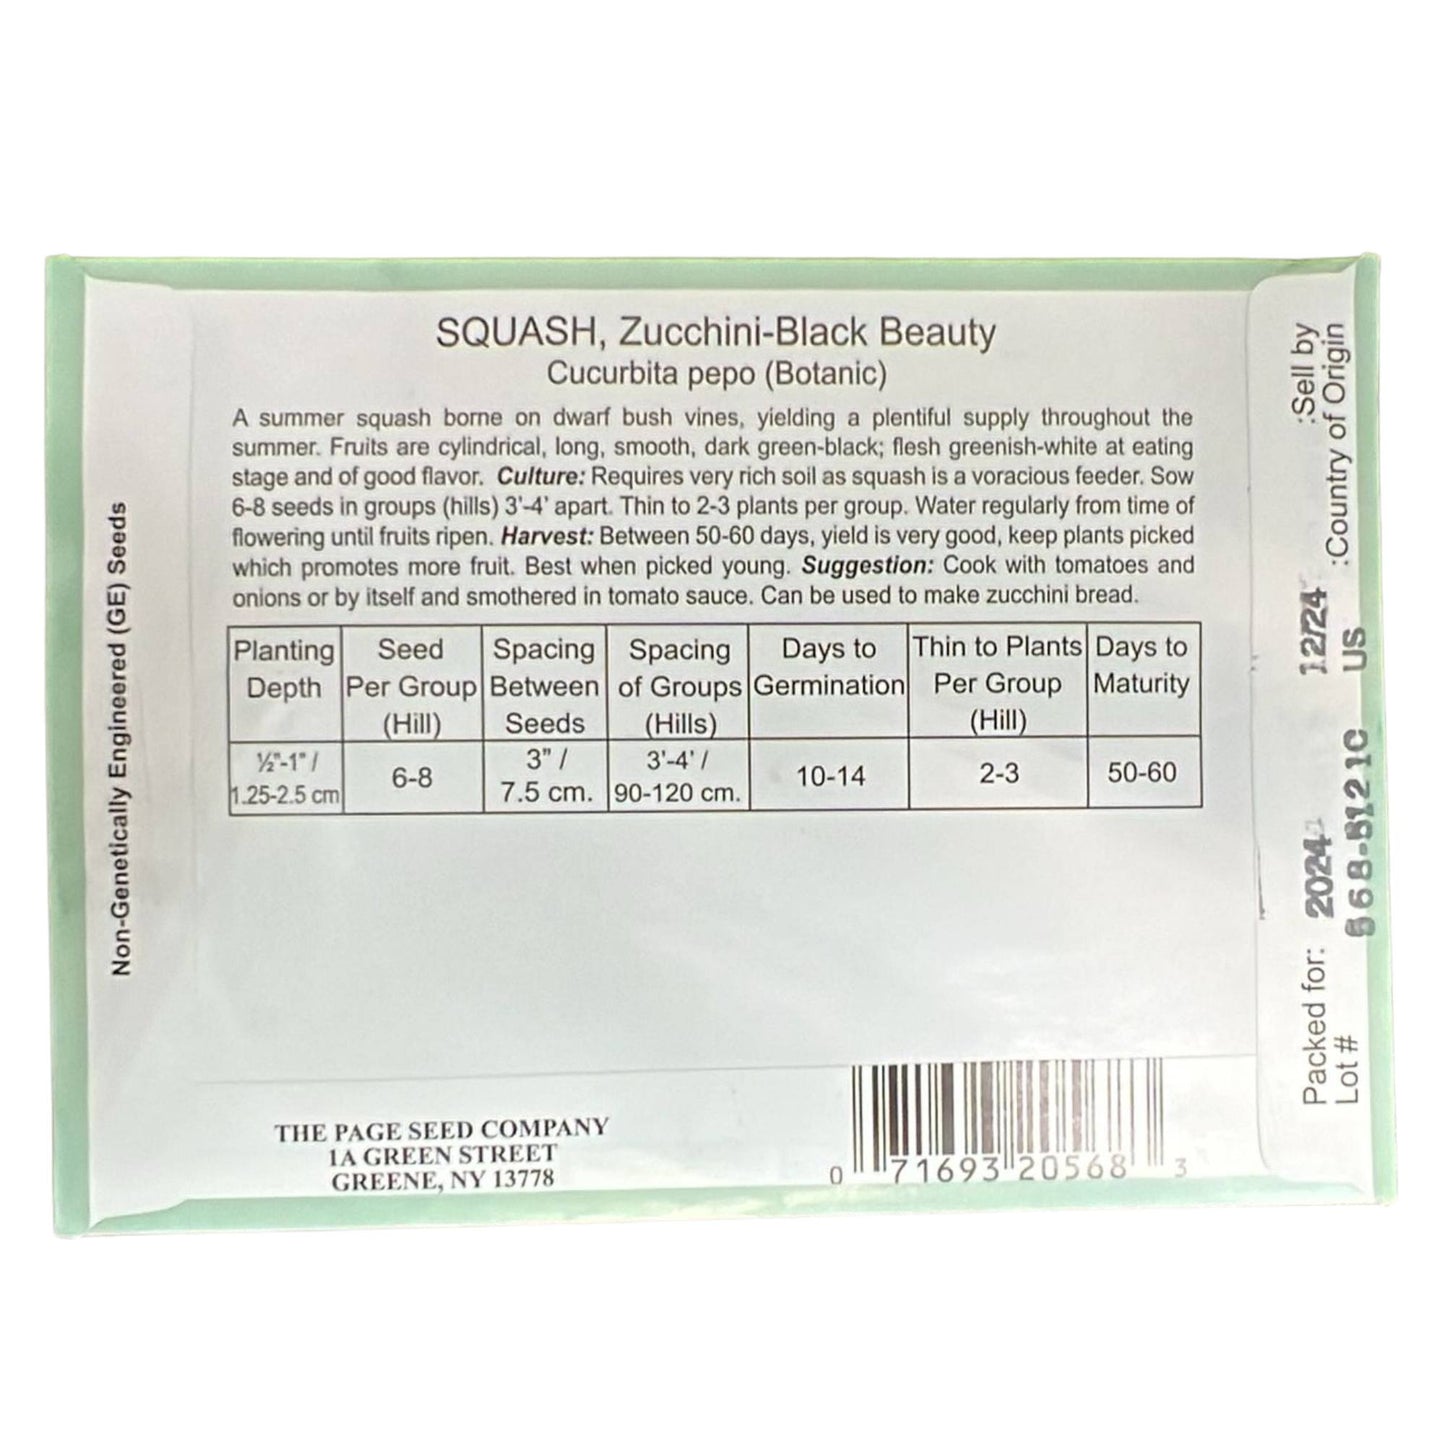 SQUASH, Zucchini-Black Beauty
Cucurbita pepo (Botanic)
A summer squash borne on dwarf bush vines, yielding a plentiful supply throughout the
summer. Fruits are cylindrical, long, smooth, dark green-black; flesh greenish-white at eating
stage and of good flavor. Culture: Requires very rich soil as squash is a voracious feeder. Sow
6-8 seeds in groups (hills) 3'-4' apart. Thin to 2-3 plants per group. Water regularly from time of
flowering until fruits ripen. Harvest: Between 50-60 days, yield is very good, keep plants picked
which promotes more fruit. Best when picked young. Suggestion: Cook with tomatoes and
onions or by itself and smothered in tomato sauce. Can be used to make zucchini bread.
Planting Seed Spacing Spacing Days to Thin to Plants Days to
Depth Per Group Between of Groups Germination Per Group Maturity
(Hill) Seeds (Hills) (Hill)
½"-1" / 6-8 3" / 3'-4' / 10-14 2-3 50-60
1.25-2.5 cm 7.5 cm. 90-120 cm.
Non-Genetically Engineered (GE) Seeds
Packed for: 2024 12/24 :Sell by
Lot # US :Country of Origin
THE PAGE SEED COMPANY
1A GREEN STREET
GREENE, NY 13778
0 71693 20568 3